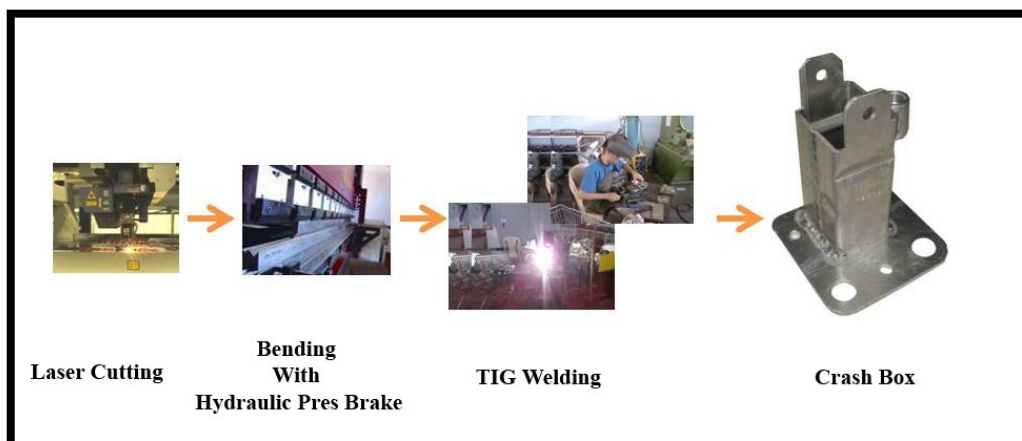 Laser Cutting
Bending
With
Hydraulic Pres Brake
TIG Welding
Crash Box